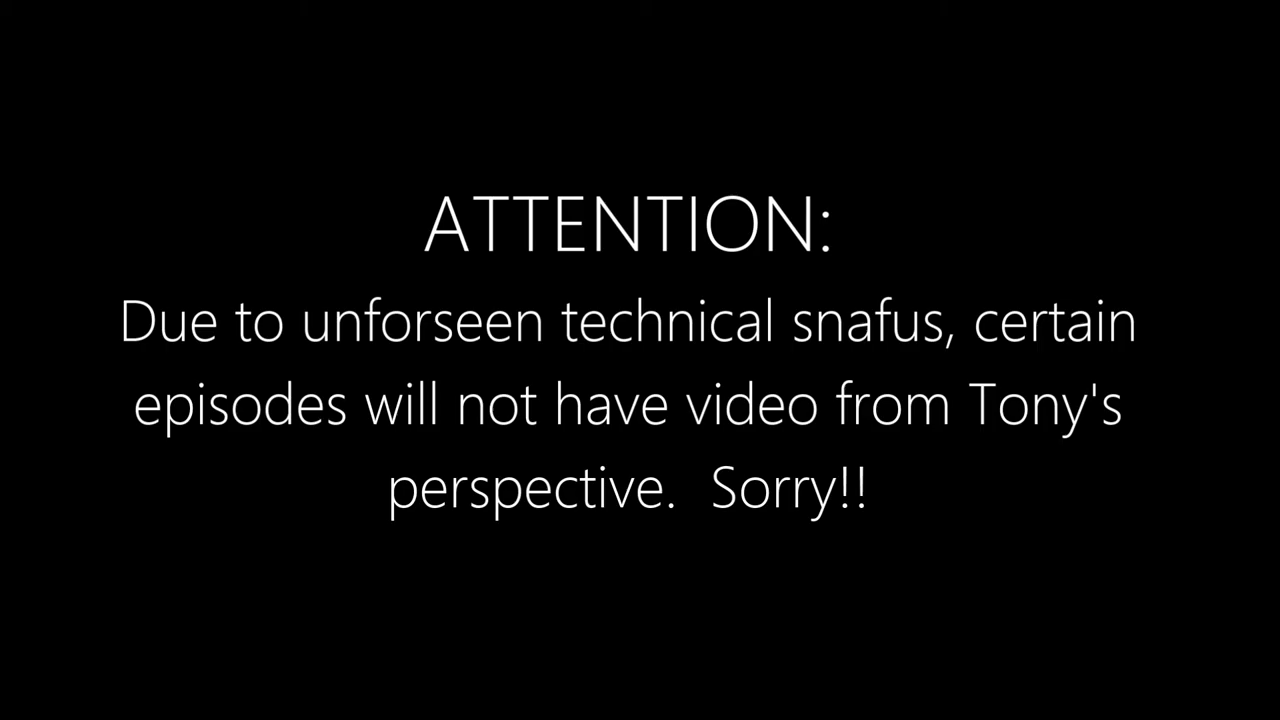 ATTENTION:
Due to unforseen technical snafus, certain
episodes will not have video from Tony's
perspective.  Sorry!!